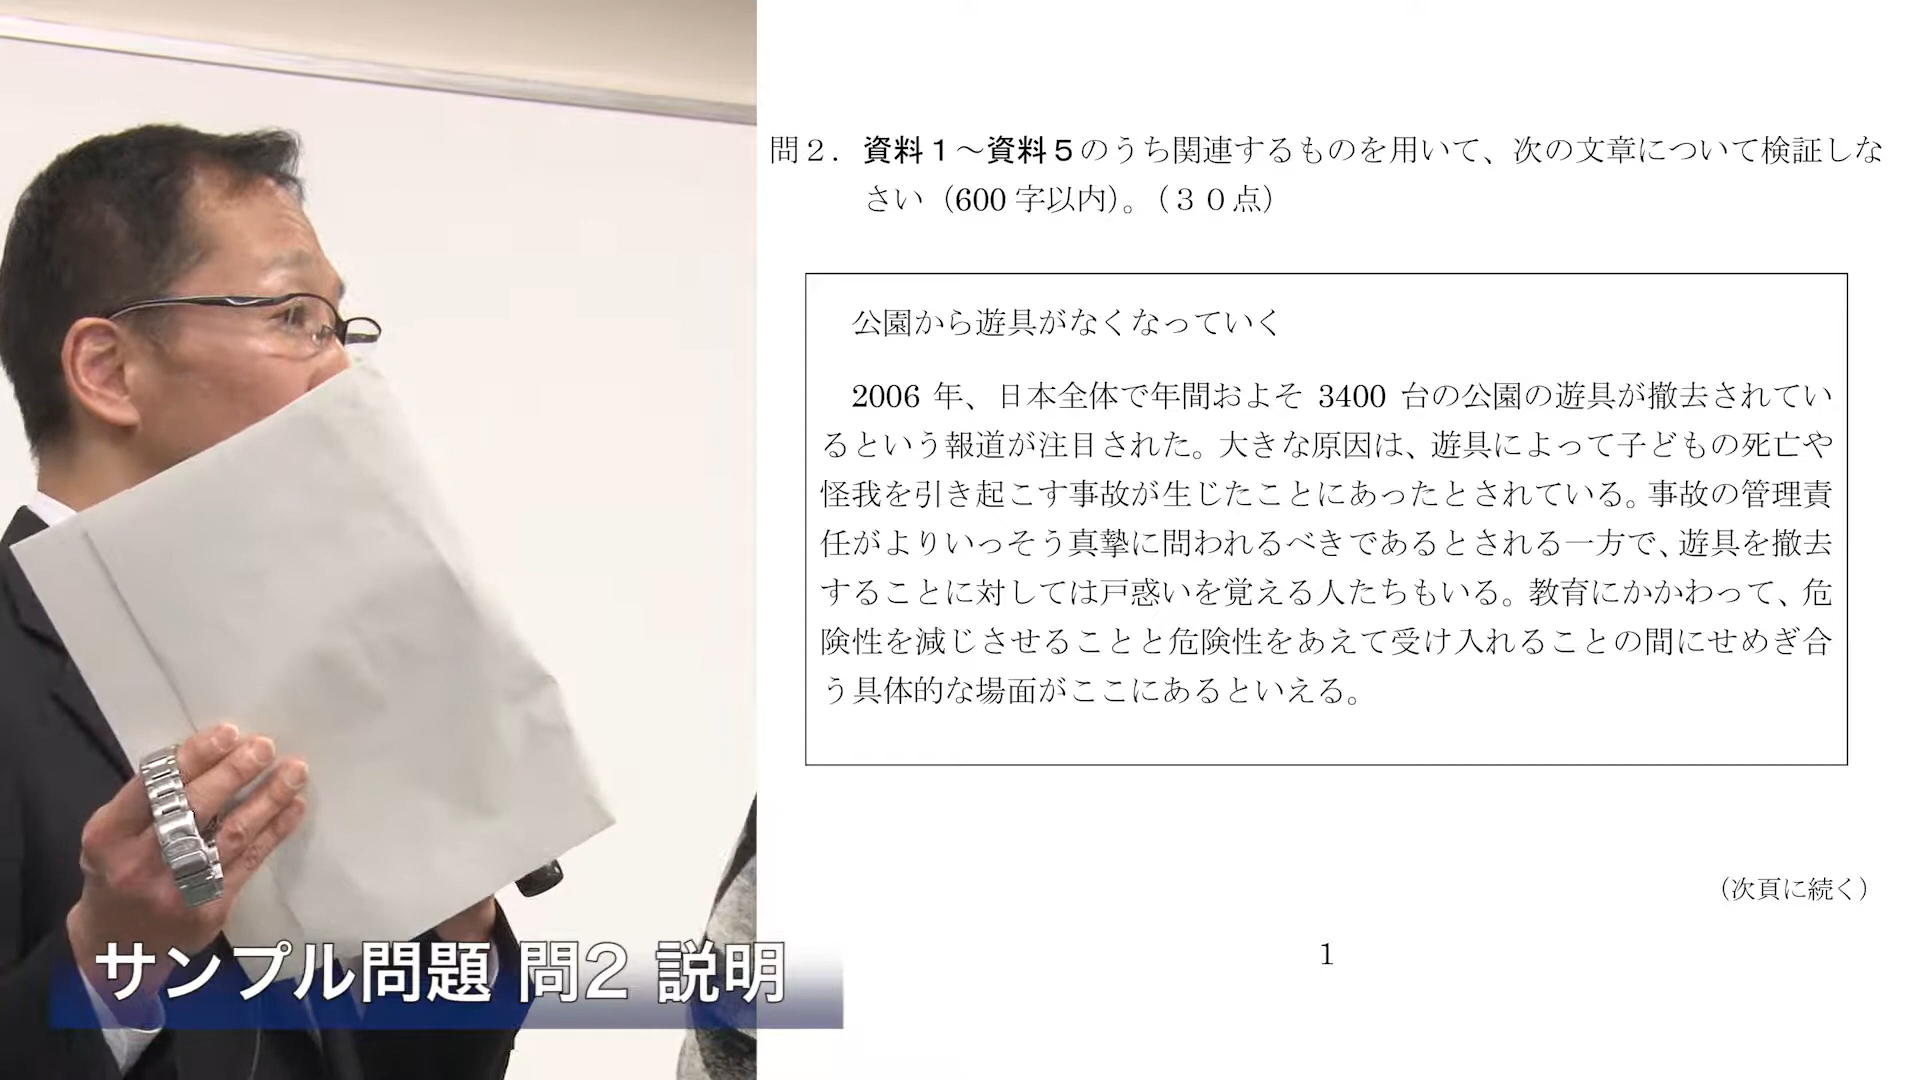 問２．資料１～資料５のうち関連するものを用いて、次の文章について検証しな
さい（600 字以内）。（３０点）
公園から遊具がなくなっていく
2006 年、日本全体で年間およそ 3400 台の公園の遊具が撤去されてい
るという報道が注目された。大きな原因は、遊具によって子どもの死亡や
怪我を引き起こす事故が生じたことにあったとされている。事故の管理責
任がよりいっそう真摯に問われるべきであるとされる一方で、遊具を撤去
することに対しては戸惑いを覚える人たちもいる。教育にかかわって、危
険性を減じさせることと危険性をあえて受け入れることの間にせめぎ合
う具体的な場面がここにあるといえる。
（次頁に続く）
1
サンプル問題 問2 説明